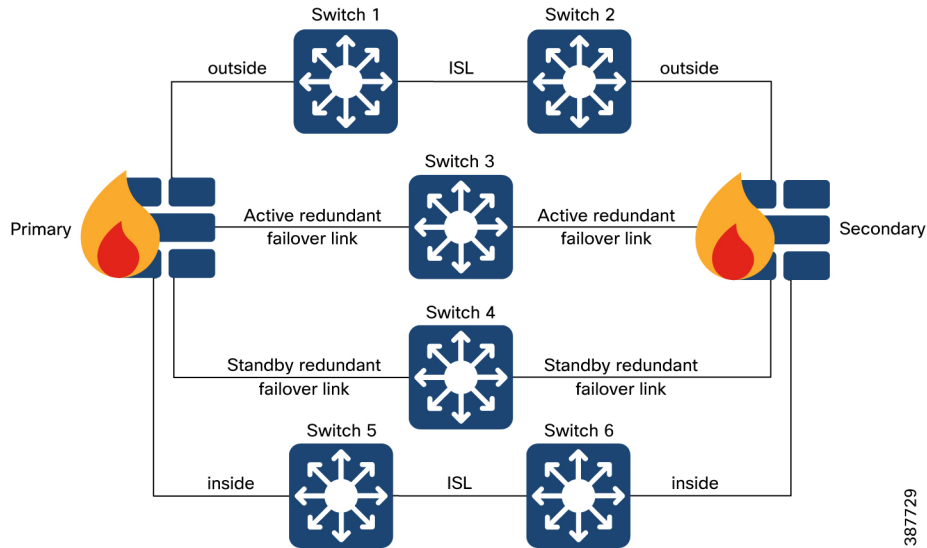 Switch 1
Switch 2
outside
ISL
outside
Switch 3
Primary
Active redundant
failover link
Active redundant
failover link
Secondary
Switch 4
Standby redundant
failover link
Standby redundant
failover link
Switch 5
Switch 6
inside
ISL
inside
387729